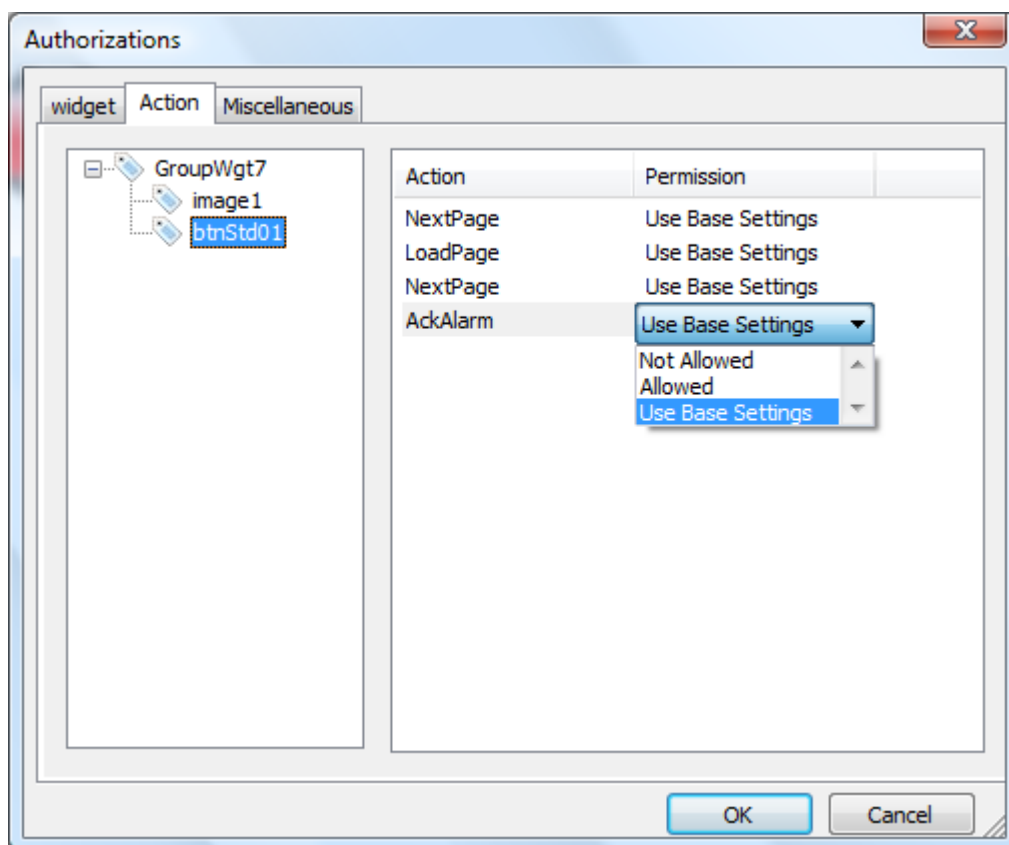 Authorizations
widget Action Miscellaneous
GroupWgt7
image1
btnStd01
Action Permission
NextPage Use Base Settings
LoadPage Use Base Settings
NextPage Use Base Settings
AckAlarm Use Base Settings
Not Allowed
Allowed
Use Base Settings
OK Cancel